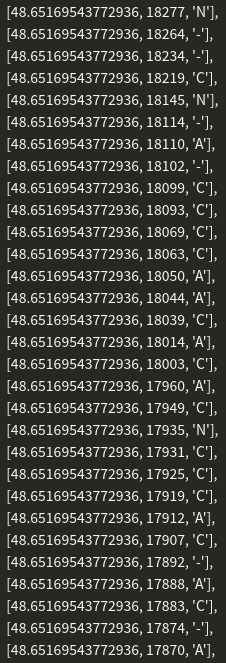 [48.65169543772936, 18277, 'N'],
[48.65169543772936, 18264, '-'],
[48.65169543772936, 18234, '-'],
[48.65169543772936, 18219, 'C'],
[48.65169543772936, 18145, 'N'],
[48.65169543772936, 18114, '-'],
[48.65169543772936, 18110, 'A'],
[48.65169543772936, 18102, '-'],
[48.65169543772936, 18099, 'C'],
[48.65169543772936, 18093, 'C'],
[48.65169543772936, 18069, 'C'],
[48.65169543772936, 18063, 'C'],
[48.65169543772936, 18050, 'A'],
[48.65169543772936, 18044, 'A'],
[48.65169543772936, 18039, 'C'],
[48.65169543772936, 18014, 'A'],
[48.65169543772936, 18003, 'C'],
[48.65169543772936, 17960, 'A'],
[48.65169543772936, 17949, 'C'],
[48.65169543772936, 17935, 'N'],
[48.65169543772936, 17931, 'C'],
[48.65169543772936, 17925, 'C'],
[48.65169543772936, 17919, 'C'],
[48.65169543772936, 17912, 'A'],
[48.65169543772936, 17907, 'C'],
[48.65169543772936, 17892, '-'],
[48.65169543772936, 17888, 'A'],
[48.65169543772936, 17883, 'C'],
[48.65169543772936, 17874, '-'],
[48.65169543772936, 17870, 'A'],